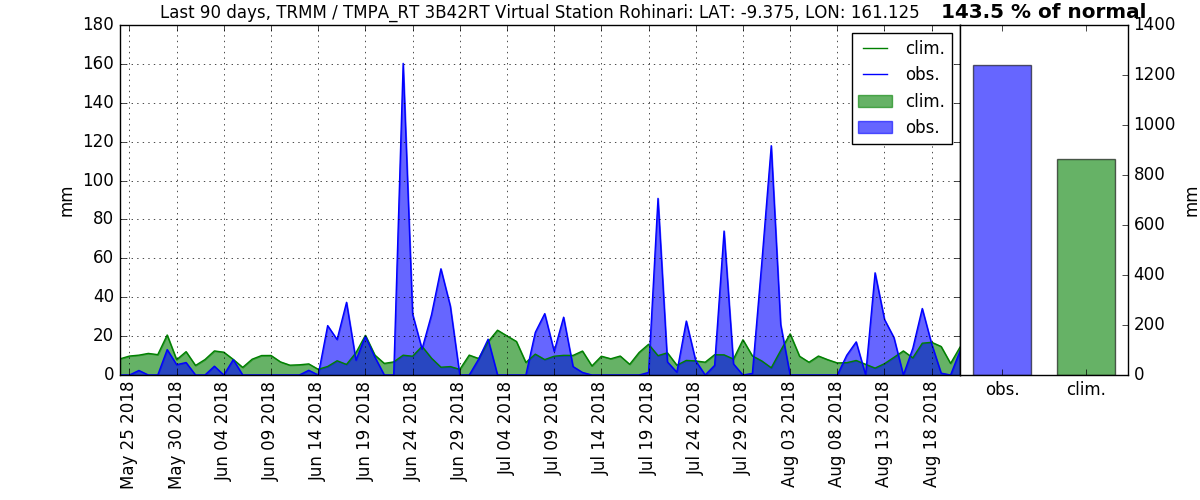 Last 90 days, TRMM / TMPA_RT 3B42RT Virtual Station Rohinari: LAT: -9.375, LON: 161.125
143.5 % of normal
180
160
140
120
100
80
60
40
20
0
mm
clim.
obs.
clim.
obs.
1400
1200
1000
800
600
400
200
0
mm
obs.
clim.
May 25 2018
May 30 2018
Jun 04 2018
Jun 09 2018
Jun 14 2018
Jun 19 2018
Jun 24 2018
Jun 29 2018
Jul 04 2018
Jul 09 2018
Jul 14 2018
Jul 19 2018
Jul 24 2018
Jul 29 2018
Aug 03 2018
Aug 08 2018
Aug 13 2018
Aug 18 2018